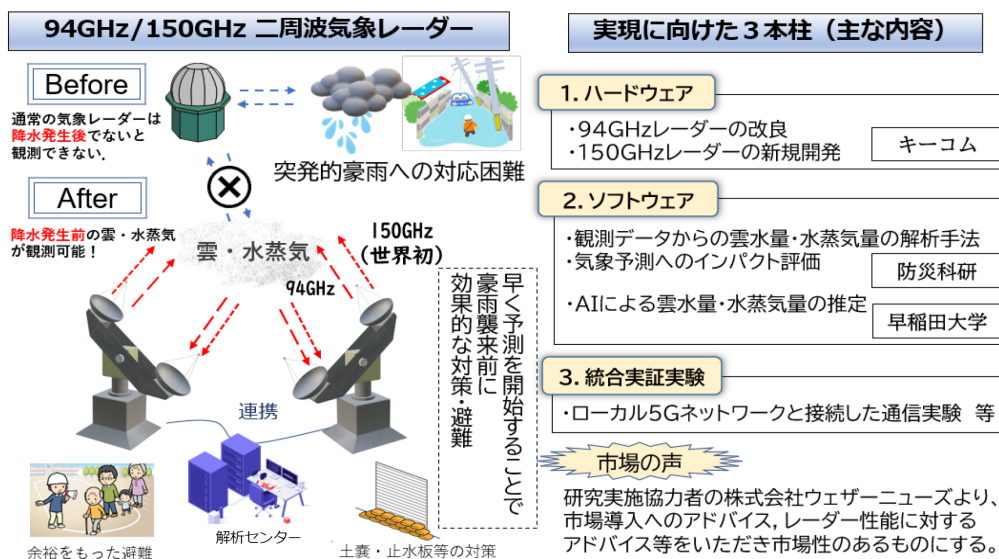 94GHz/150GHz 二周波気象レーダー
Before
通常の気象レーダーは
降水発生後でないと
観測できない.
突発的豪雨への対応困難
After
降水発生前の雲・水蒸気
が観測可能！
雲・水蒸気
150GHz
（世界初）
94GHz
早く予測を開始することで
豪雨襲来前に
効果的な対策・避難
連携
余裕をもった避難
解析センター
土嚢・止水板等の対策
実現に向けた３本柱（主な内容）
１．ハードウェア
・94GHzレーダーの改良
・150GHzレーダーの新規開発
キーコム
２．ソフトウェア
・観測データからの雲水量・水蒸気量の解析手法
・気象予測へのインパクト評価
防災科研
・AIによる雲水量・水蒸気量の推定
早稲田大学
３．統合実証実験
・ローカル５Gネットワークと接続した通信実験　等
市場の声
研究実施協力者の株式会社ウェザーニューズより、
市場導入へのアドバイス，レーダー性能に対する
アドバイス等をいただき市場性のあるものにする。